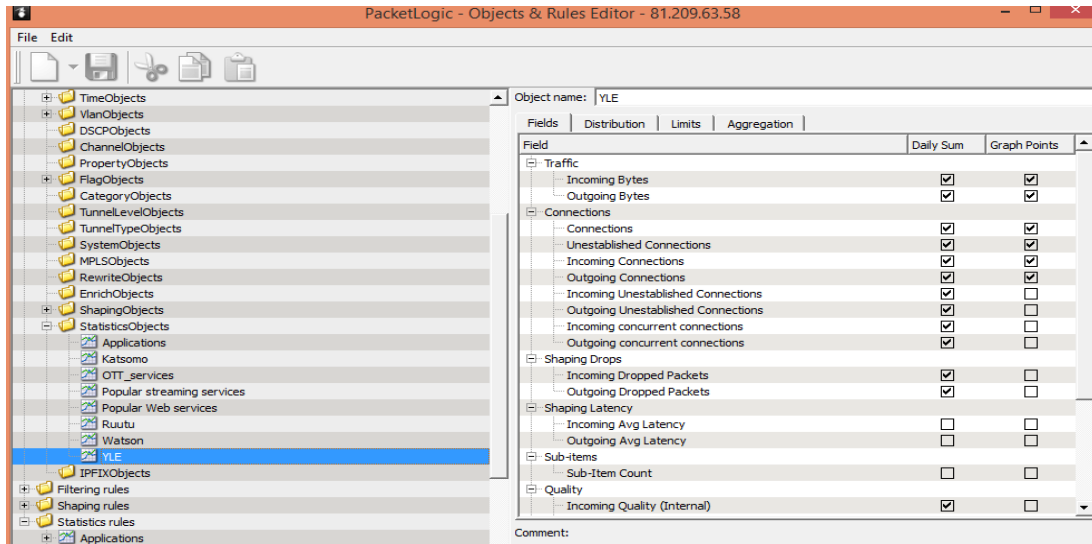 PacketLogic - Objects & Rules Editor - 81.209.63.58
File Edit
TimeObjects
VlanObjects
DSCPObjects
ChannelObjects
PropertyObjects
FlagObjects
CategoryObjects
TunnelLevelObjects
TunnelTypeObjects
SystemObjects
MPLSObjects
RewriteObjects
EnrichObjects
ShapingObjects
StatisticsObjects
Applications
Katsomo
OTT_services
Popular streaming services
Popular Web services
Ruutu
Watson
YLE
IPFIXObjects
Filtering rules
Shaping rules
Statistics rules
Applications
Object name: YLE
Fields Distribution Limits Aggregation
Field Daily Sum Graph Points
Traffic
Incoming Bytes
Outgoing Bytes
Connections
Connections
Unestablished Connections
Incoming Connections
Outgoing Connections
Incoming Unestablished Connections
Outgoing Unestablished Connections
Incoming concurrent connections
Outgoing concurrent connections
Shaping Drops
Incoming Dropped Packets
Outgoing Dropped Packets
Shaping Latency
Incoming Avg Latency
Outgoing Avg Latency
Sub-items
Sub-Item Count
Quality
Incoming Quality (Internal)
Comment: